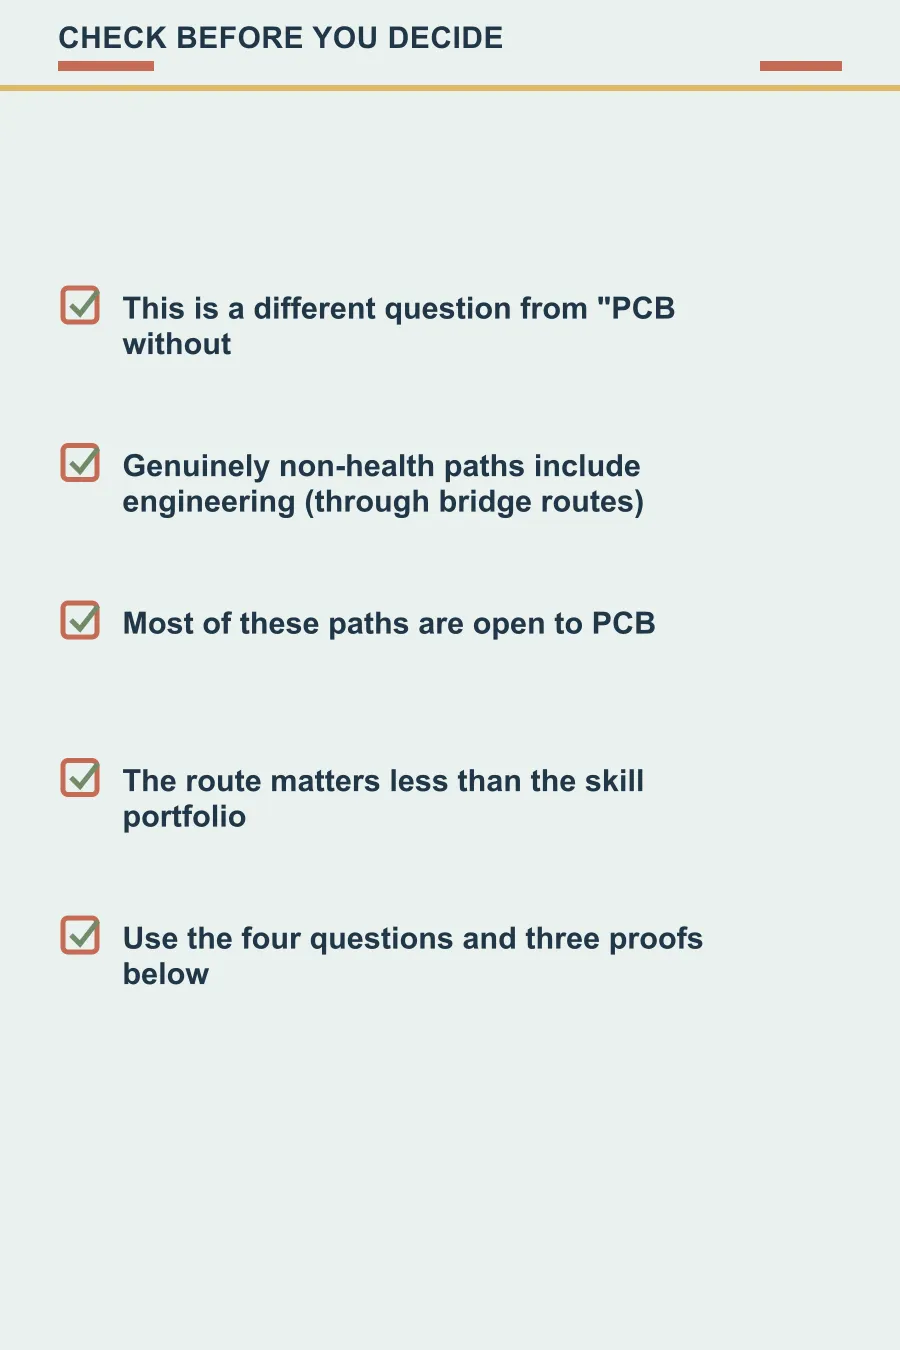 CHECK BEFORE YOU DECIDE
This is a different question from "PCB
without
Genuinely non-health paths include
engineering (through bridge routes)
Most of these paths are open to PCB
The route matters less than the skill
portfolio
Use the four questions and three proofs
below